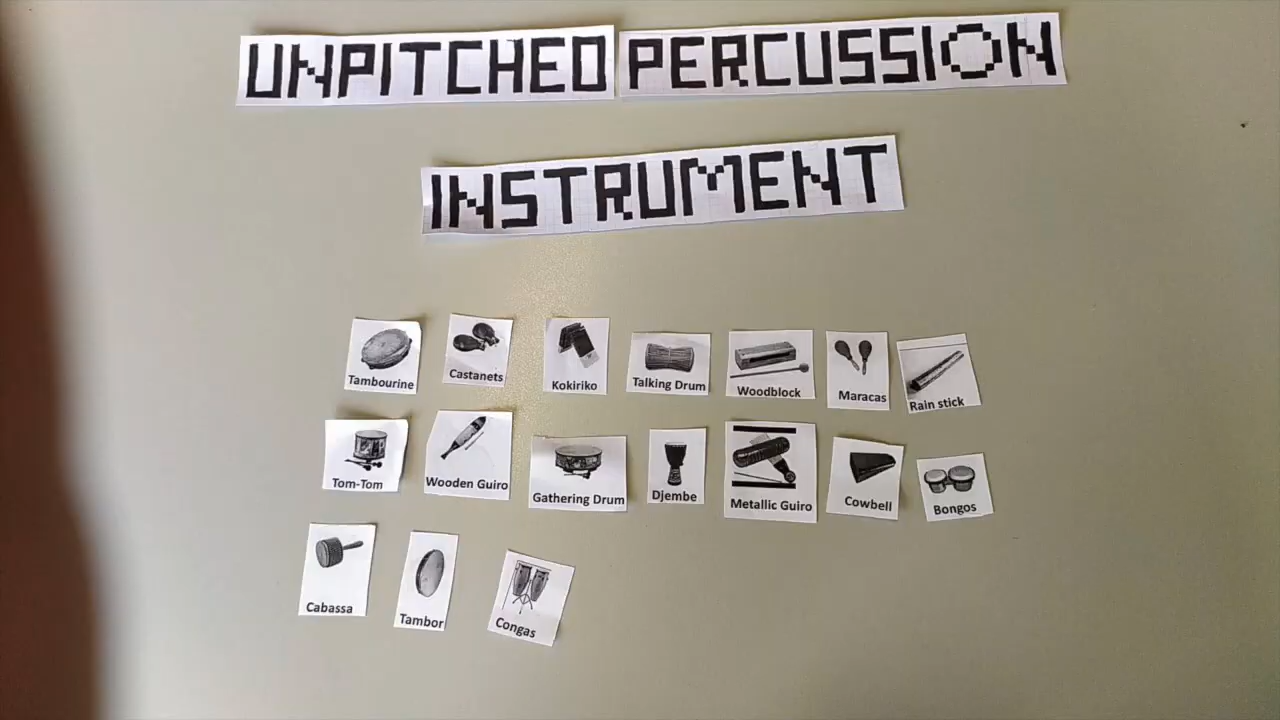 UNPITCHED PERCUSSION
INSTRUMENT
Tambourine Castanets Kokiriko Talking Drum Woodblock Maracas Rain stick
Tom-Tom Wooden Guiro Gathering Drum Djembe Metallic Guiro Cowbell Bongos
Cabassa Tambor Congas